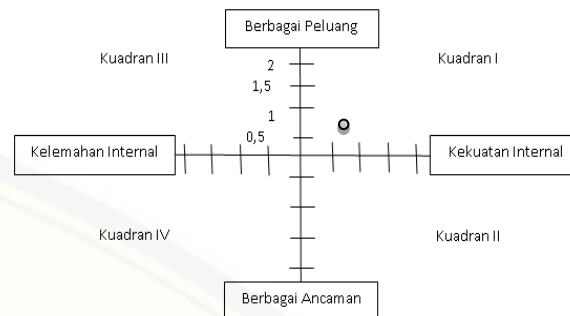 Berbagai Peluang
Kuadran III
Kuadran I
2
1,5
1
0,5
Kelemahan Internal
Kekuatan Internal
Kuadran IV
Kuadran II
Berbagai Ancaman